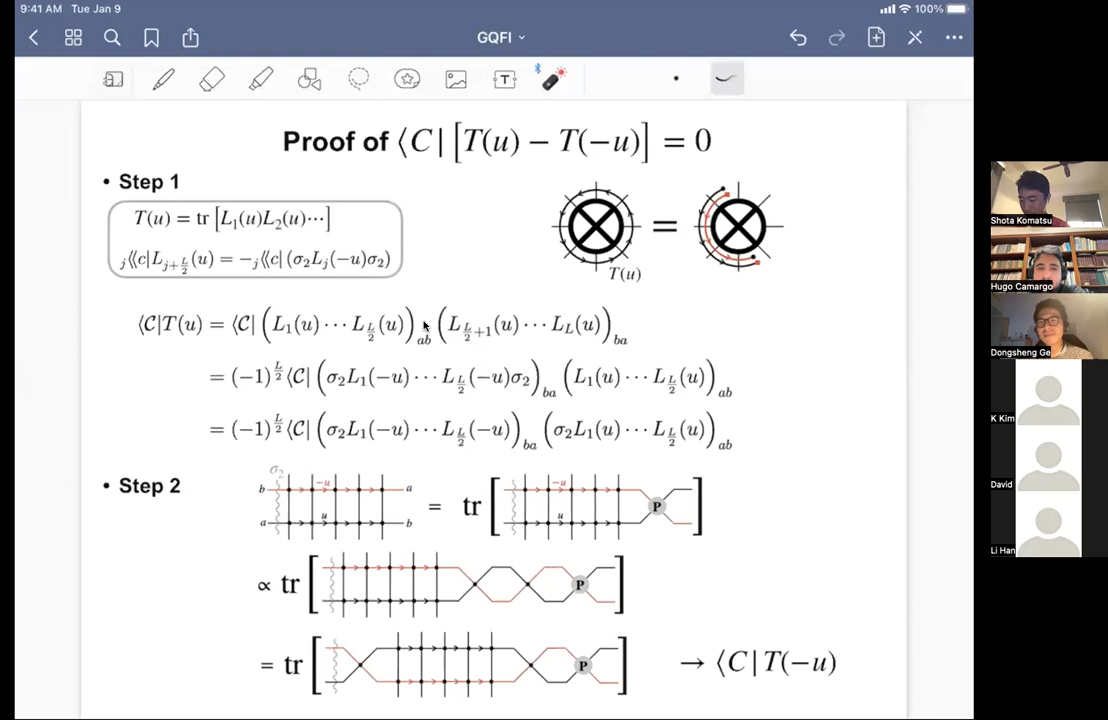 9:41 AM Tue Jan 9
100%
GQFI
Proof of ⟨C| [T(u) − T(−u)] = 0
• Step 1
T(u) = tr [L₁(u)L₂(u)···]
ⱼ⟨⟨c|L_{j+L/2}(u) = −ⱼ⟨⟨c| (σ₂Lⱼ(−u)σ₂)
=
T(u)
⟨𝒞|T(u) = ⟨𝒞| (L₁(u) ··· L_{L/2}(u))_{ab} (L_{L/2+1}(u) ··· L_L(u))_{ba}
= (−1)^{L/2}⟨𝒞| (σ₂L₁(−u) ··· L_{L/2}(−u)σ₂)_{ba} (L₁(u) ··· L_{L/2}(u))_{ab}
= (−1)^{L/2}⟨𝒞| (σ₂L₁(−u) ··· L_{L/2}(−u))_{ba} (σ₂L₁(u) ··· L_{L/2}(u))_{ab}
• Step 2
σ₂
b −u a
a u b
= tr [ −u u P ]
∝ tr [ P ]
= tr [ P ] → ⟨C|T(−u)
Shota Komatsu
Hugo Camargo
Dongsheng Ge
K Kim
David
Li Han